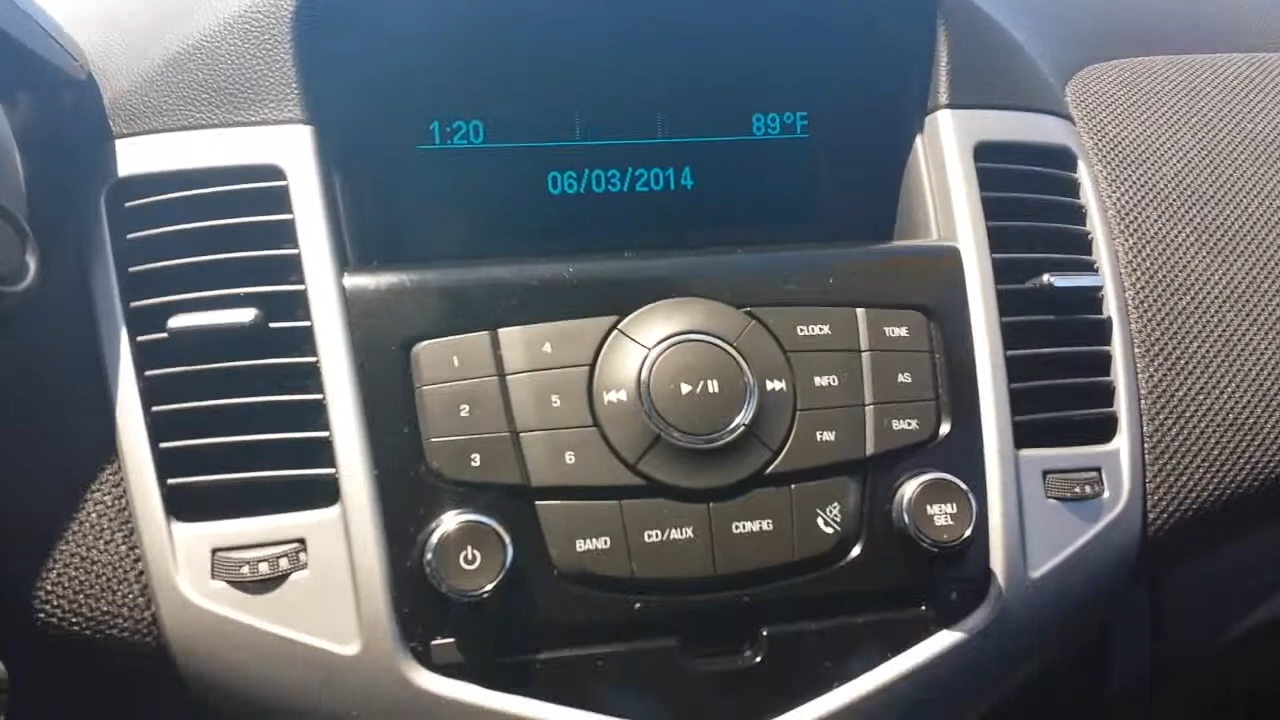 1:20 89°F
06/03/2014
1 4 CLOCK TONE
2 5 INFO AS
3 6 FAV BACK
BAND CD/AUX CONFIG MENU SEL